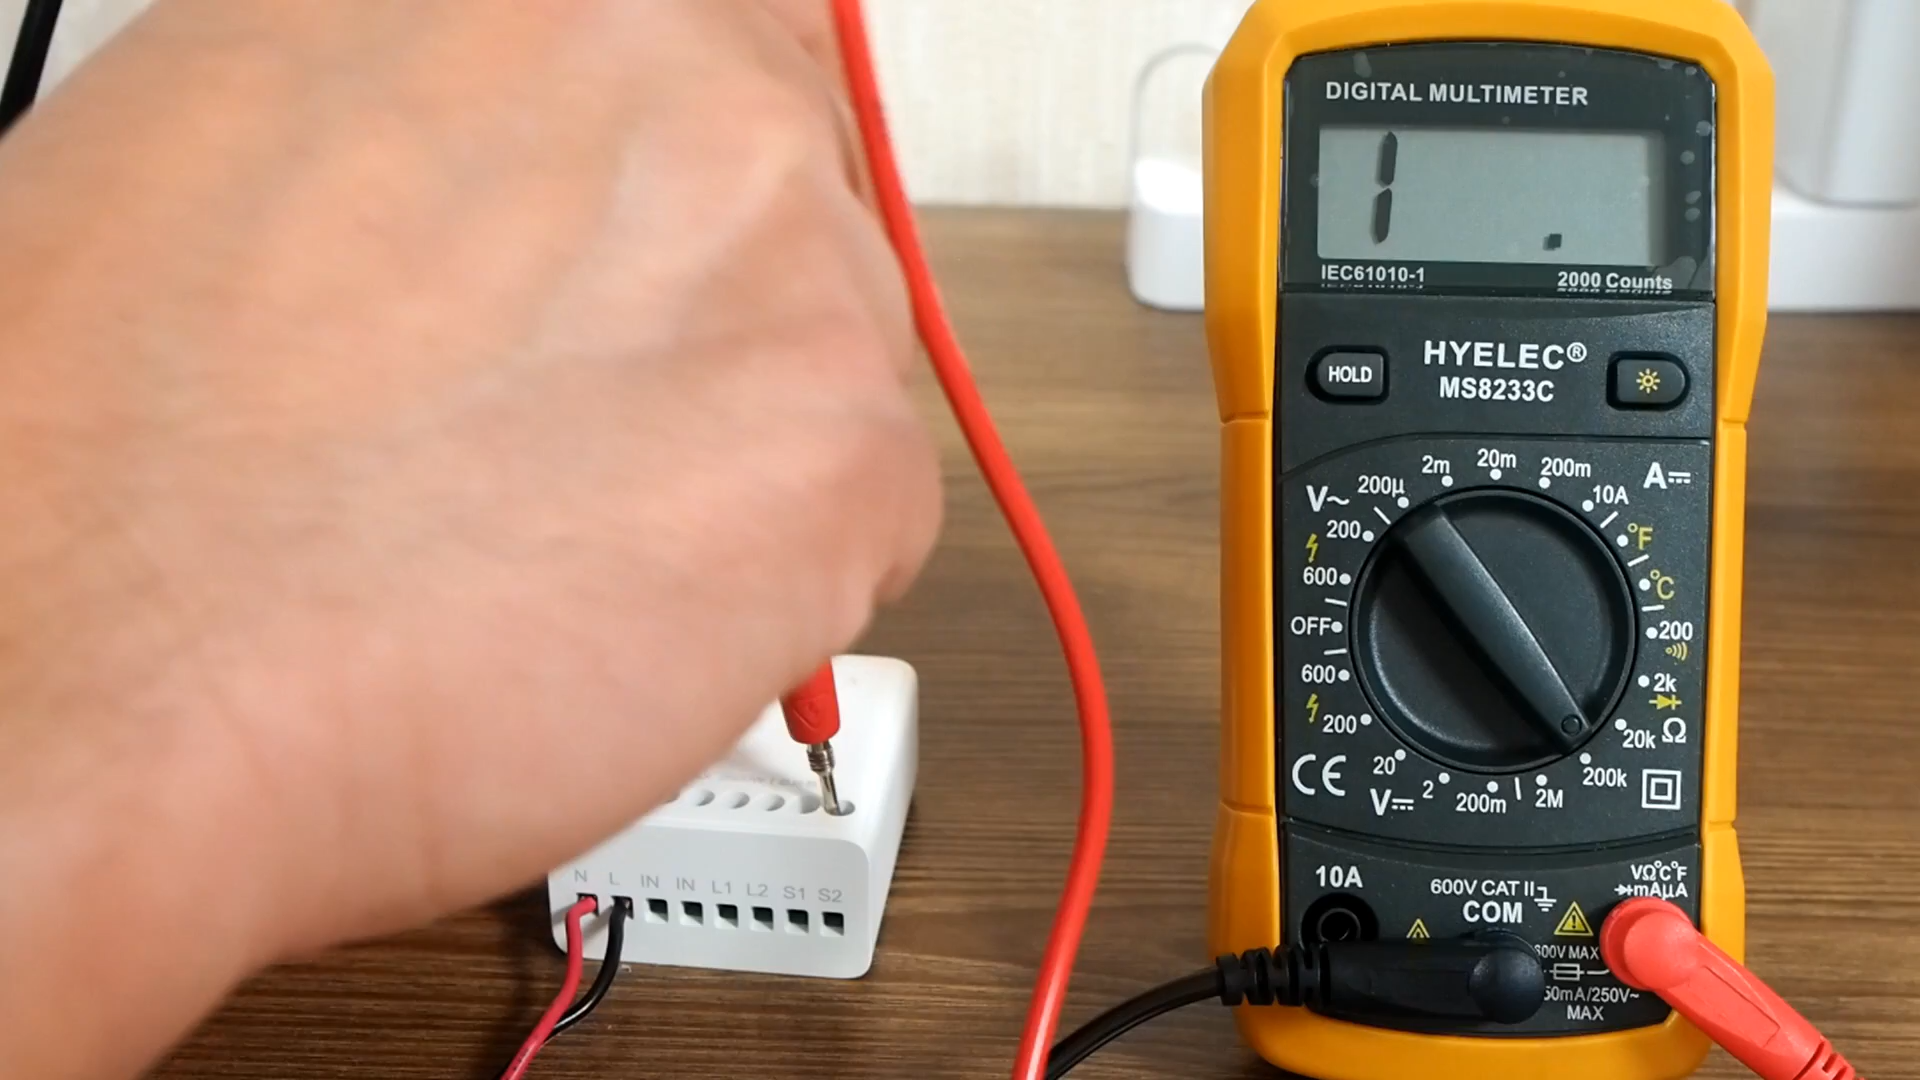 DIGITAL MULTIMETER
1 .
IEC61010-1
2000 Counts
HYELEC®
MS8233C
HOLD
V~
200µ
2m
20m
200m
10A
A⎓
200
600
OFF
600
200
°F
°C
200
2k
Ω
20k
200k
2M
200m
2
20
V⎓
CE
10A
600V CAT II
COM
VΩ°C°F
mAµA
600V MAX
50mA/250V~
MAX
N L IN IN L1 L2 S1 S2